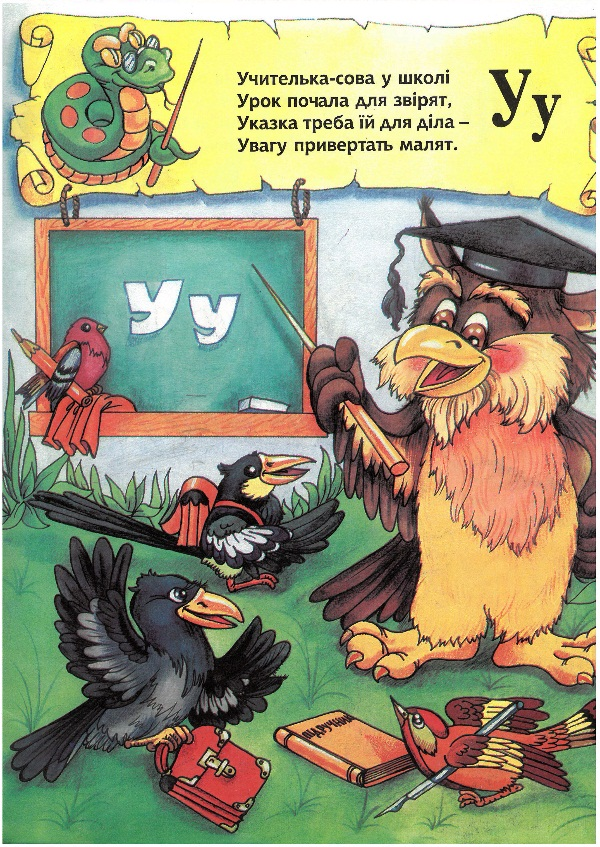 Учителька-сова у школі
Урок почала для звірят,
Указка треба їй для діла –
Увагу привертать малят.
Уу
Уу
ПІДРУЧНИК